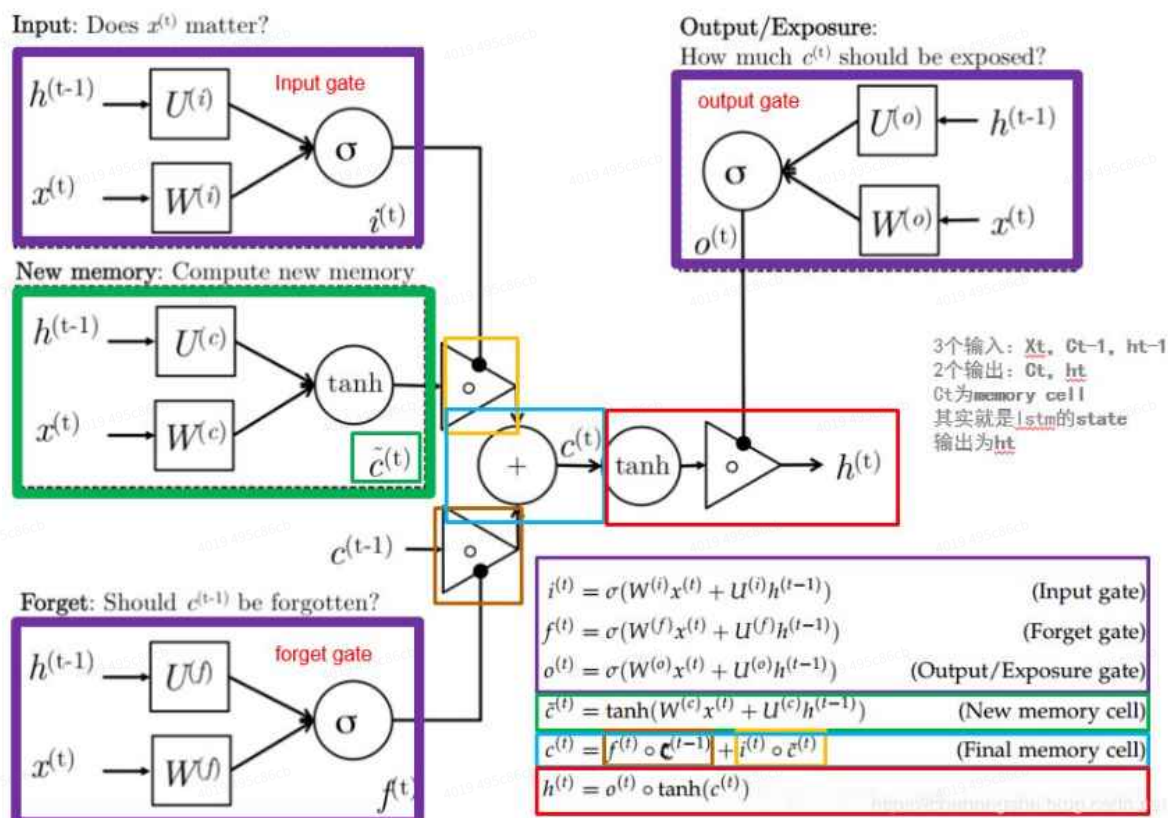 Input: Does x^(t) matter?
Input gate
h^(t-1)
U^(i)
σ
x^(t)
W^(i)
i^(t)
Output/Exposure:
How much c^(t) should be exposed?
output gate
U^(o)
h^(t-1)
σ
W^(o)
x^(t)
o^(t)
New memory: Compute new memory
h^(t-1)
U^(c)
tanh
x^(t)
W^(c)
c̃^(t)
∘
+
c^(t)
tanh
∘
h^(t)
c^(t-1)
∘
3个输入：Xt，Ct-1，ht-1
2个输出：Ct，ht
Ct为memory cell
其实就是lstm的state
输出为ht
Forget: Should c^(t-1) be forgotten?
forget gate
h^(t-1)
U^(f)
σ
x^(t)
W^(f)
f^(t)
i^(t) = σ(W^(i)x^(t) + U^(i)h^(t-1)) (Input gate)
f^(t) = σ(W^(f)x^(t) + U^(f)h^(t-1)) (Forget gate)
o^(t) = σ(W^(o)x^(t) + U^(o)h^(t-1)) (Output/Exposure gate)
c̃^(t) = tanh(W^(c)x^(t) + U^(c)h^(t-1)) (New memory cell)
c^(t) = f^(t) ∘ c^(t-1) + i^(t) ∘ c̃^(t) (Final memory cell)
h^(t) = o^(t) ∘ tanh(c^(t))
4019 495c86cb